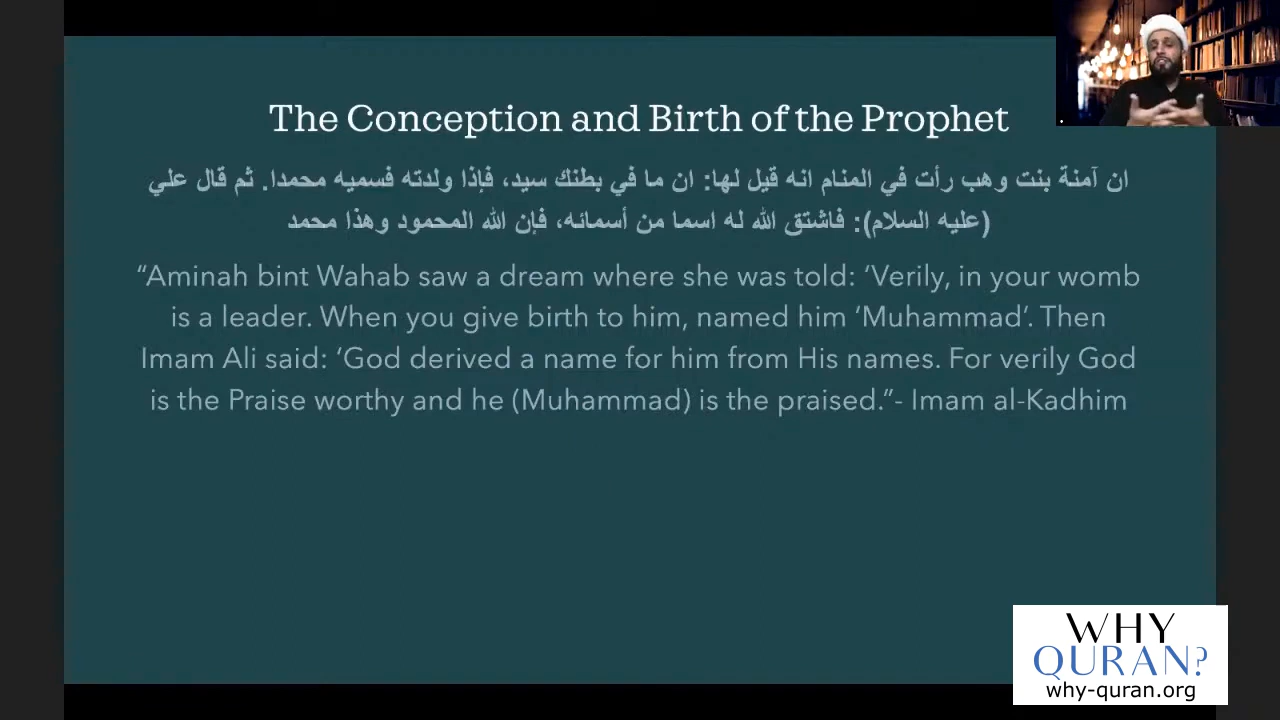 The Conception and Birth of the Prophet
ان آمنة بنت وهب رأت في المنام انه قيل لها: ان ما في بطنك سيد، فإذا ولدته فسميه محمدا. ثم قال علي
(عليه السلام): فاشتق الله له اسما من أسمائه، فإن الله المحمود وهذا محمد
“Aminah bint Wahab saw a dream where she was told: ‘Verily, in your womb
is a leader. When you give birth to him, named him ‘Muhammad’. Then
Imam Ali said: ‘God derived a name for him from His names. For verily God
is the Praise worthy and he (Muhammad) is the praised.”- Imam al-Kadhim
WHY
QURAN?
why-quran.org